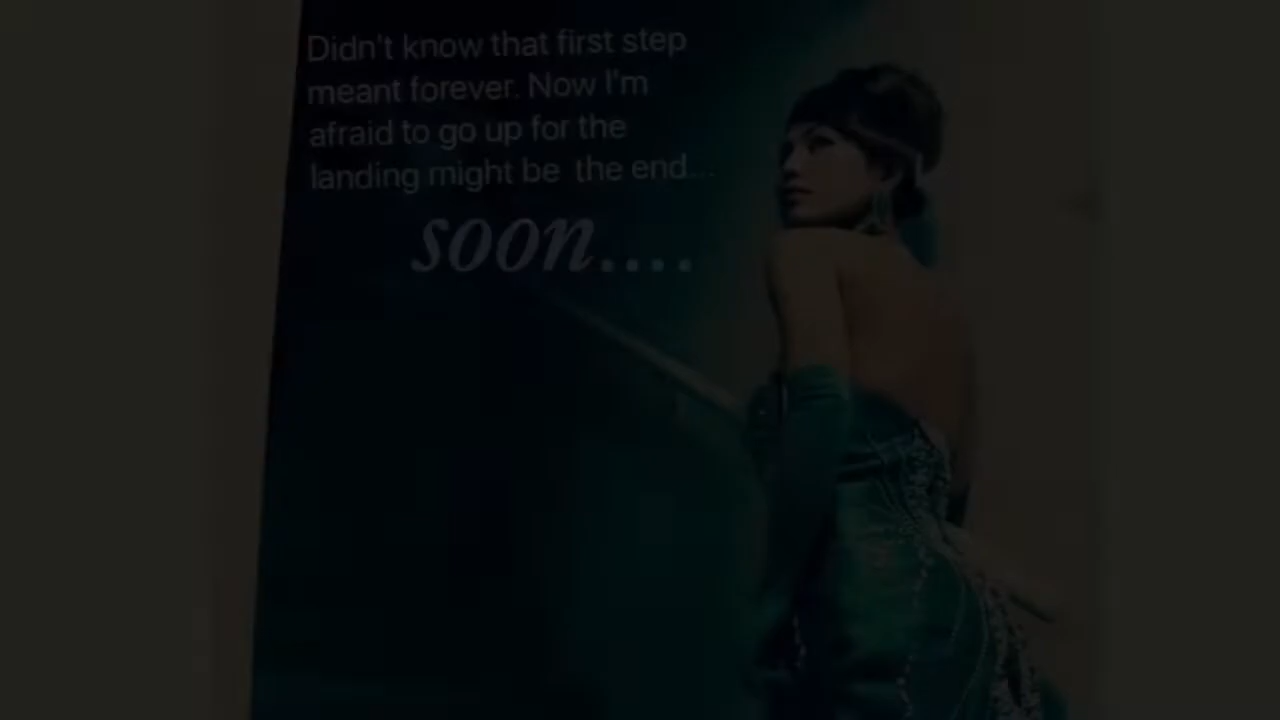 Didn't know that first step
meant forever. Now I'm
afraid to go up for the
landing might be  the end...
soon....